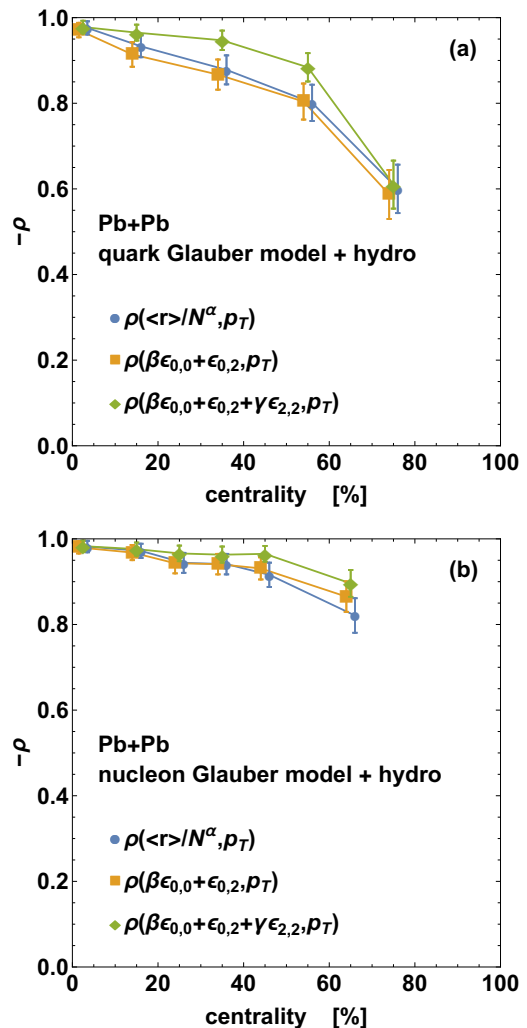 1.0
(a)
0.8
0.6
−ρ
Pb+Pb
quark Glauber model + hydro
0.4
ρ(<r>/N^α,p_T)
0.2
ρ(βϵ_{0,0}+ϵ_{0,2},p_T)
ρ(βϵ_{0,0}+ϵ_{0,2}+γϵ_{2,2},p_T)
0.0
0 20 40 60 80 100
centrality [%]
1.0
(b)
0.8
0.6
−ρ
Pb+Pb
nucleon Glauber model + hydro
0.4
ρ(<r>/N^α,p_T)
0.2
ρ(βϵ_{0,0}+ϵ_{0,2},p_T)
ρ(βϵ_{0,0}+ϵ_{0,2}+γϵ_{2,2},p_T)
0.0
0 20 40 60 80 100
centrality [%]